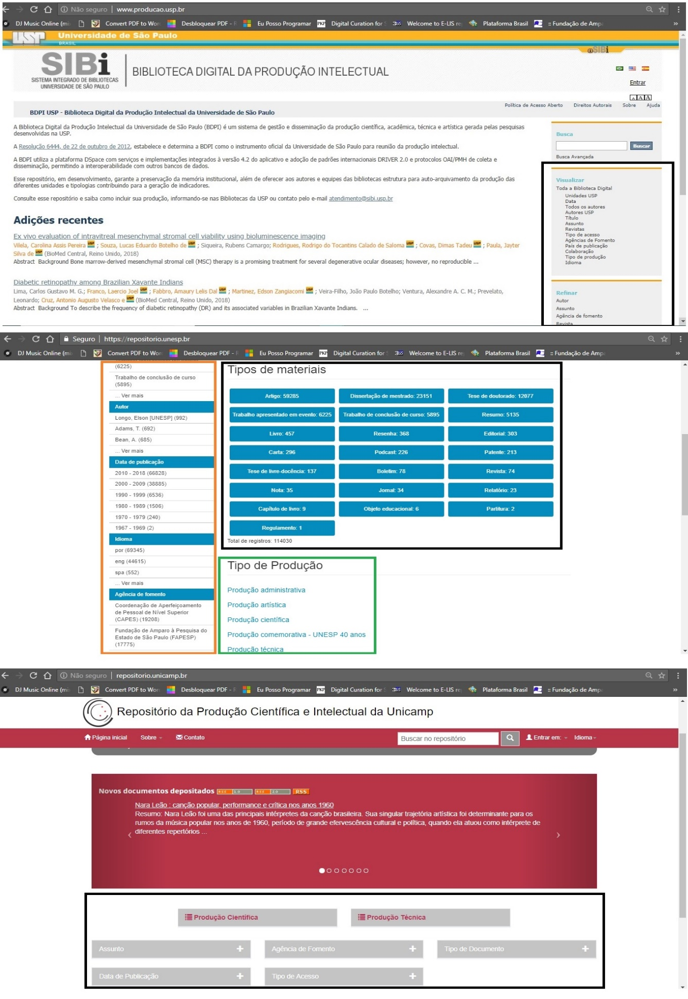 Não seguro | www.producao.usp.br
DJ Music Online (mi Convert PDF to Wor Desbloquear PDF - Eu Posso Programar PKP Digital Curation for Welcome to E-LIS re Plataforma Brasil :: Fundação de Amp »
USP Universidade de São Paulo
BRASIL
SIBi
SIBi
SISTEMA INTEGRADO DE BIBLIOTECAS
UNIVERSIDADE DE SÃO PAULO
BIBLIOTECA DIGITAL DA PRODUÇÃO INTELECTUAL
Entrar
A A A
Política de Acesso Aberto Direitos Autorais Sobre Ajuda
BDPI USP - Biblioteca Digital da Produção Intelectual da Universidade de São Paulo
A Biblioteca Digital da Produção Intelectual da Universidade de São Paulo (BDPI) é um sistema de gestão e disseminação da produção científica, acadêmica, técnica e artística gerada pelas pesquisas
desenvolvidas na USP.
A Resolução 6444, de 22 de outubro de 2012, estabelece e determina a BDPI como o instrumento oficial da Universidade de São Paulo para reunião da produção intelectual.
A BDPI utiliza a plataforma DSpace com serviços e implementações integrados à versão 4.2 do aplicativo e adoção de padrões internacionais DRIVER 2.0 e protocolos OAI/PMH de coleta e
disseminação, permitindo a interoperabilidade com outros bancos de dados.
Esse repositório, em desenvolvimento, garante a preservação da memória institucional, além de oferecer aos autores e equipes das bibliotecas estrutura para auto-arquivamento da produção das
diferentes unidades e tipologias contribuindo para a geração de indicadores.
Consulte esse repositório e saiba como incluir sua produção, informando-se nas Bibliotecas da USP ou contato pelo e-mail atendimento@sibi.usp.br
Adições recentes
Ex vivo evaluation of intravitreal mesenchymal stromal cell viability using bioluminescence imaging
Vilela, Carolina Assis Pereira USP ; Souza, Lucas Eduardo Botelho de USP ; Siqueira, Rubens Camargo; Rodrigues, Rodrigo do Tocantins Calado de Saloma USP ; Covas, Dimas Tadeu USP ; Paula, Jayter
Silva de USP (BioMed Central, Reino Unido, 2018)
Abstract Background Bone marrow-derived mesenchymal stromal cell (MSC) therapy is a promising treatment for several degenerative ocular diseases; however, no reproducible ...
Diabetic retinopathy among Brazilian Xavante Indians
Lima, Carlos Gustavo M. G.; Franco, Laercio Joel USP ; Fabbro, Amaury Lelis Dal USP ; Martinez, Edson Zangiacomi USP ; Veira-Filho, João Paulo Botelho; Ventura, Alexandre A. C. M.; Prevelato,
Leonardo; Cruz, Antonio Augusto Velasco e USP (BioMed Central, Reino Unido, 2018)
Abstract Background To describe the frequency of diabetic retinopathy (DR) and its associated variables in Brazilian Xavante Indians. ...
Busca
Buscar
Busca Avançada
Visualizar
Toda a Biblioteca Digital
Unidades USP
Data
Todos os autores
Autores USP
Título
Assunto
Revistas
Tipo de acesso
Agências de Fomento
País de publicação
Colaboração
Tipo de produção
Idioma
Refinar
Autor
Assunto
Agência de fomento
Revista
Seguro | https://repositorio.unesp.br
DJ Music Online (mi Convert PDF to Wor Desbloquear PDF - Eu Posso Programar PKP Digital Curation for Welcome to E-LIS re Plataforma Brasil :: Fundação de Amp »
(6225)
Trabalho de conclusão de curso
(5895)
... Ver mais
Autor
Longo, Elson [UNESP] (992)
Adams, T. (692)
Bean, A. (685)
... Ver mais
Data de publicação
2010 - 2018 (66828)
2000 - 2009 (38885)
1990 - 1999 (6536)
1980 - 1989 (1506)
1970 - 1979 (240)
1967 - 1969 (2)
Idioma
por (69345)
eng (44615)
spa (552)
... Ver mais
Agência de fomento
Coordenação de Aperfeiçoamento
de Pessoal de Nível Superior
(CAPES) (19208)
Fundação de Amparo à Pesquisa do
Estado de São Paulo (FAPESP)
(17775)
Tipos de materiais
Artigo: 59285 Dissertação de mestrado: 23151 Tese de doutorado: 12077
Trabalho apresentado em evento: 6225 Trabalho de conclusão de curso: 5895 Resumo: 5135
Livro: 457 Resenha: 368 Editorial: 303
Carta: 296 Podcast: 226 Patente: 213
Tese de livre-docência: 137 Boletim: 78 Revista: 74
Nota: 35 Jornal: 34 Relatório: 23
Capítulo de livro: 9 Objeto educacional: 6 Partitura: 2
Regulamento: 1
Total de registros: 114030
Tipo de Produção
Produção administrativa
Produção artística
Produção científica
Produção comemorativa - UNESP 40 anos
Produção técnica
Não seguro | repositorio.unicamp.br
DJ Music Online (mi Convert PDF to Wor Desbloquear PDF - Eu Posso Programar PKP Digital Curation for Welcome to E-LIS re Plataforma Brasil :: Fundação de Amp »
Repositório da Produção Científica e Intelectual da Unicamp
Página inicial Sobre Contato Buscar no repositório Entrar em: Idioma
Novos documentos depositados RSS 1.0 RSS 2.0 RSS
Nara Leão : canção popular, performance e crítica nos anos 1960
Resumo: Nara Leão foi uma das principais intérpretes da canção brasileira. Sua singular trajetória artística foi determinante para os
rumos da música popular nos anos de 1960, período de grande efervescência cultural e política, quando ela atuou como intérprete de
diferentes repertórios ...
Produção Científica Produção Técnica
Assunto Agência de Fomento Tipo de Documento
Data de Publicação Tipo de Acesso